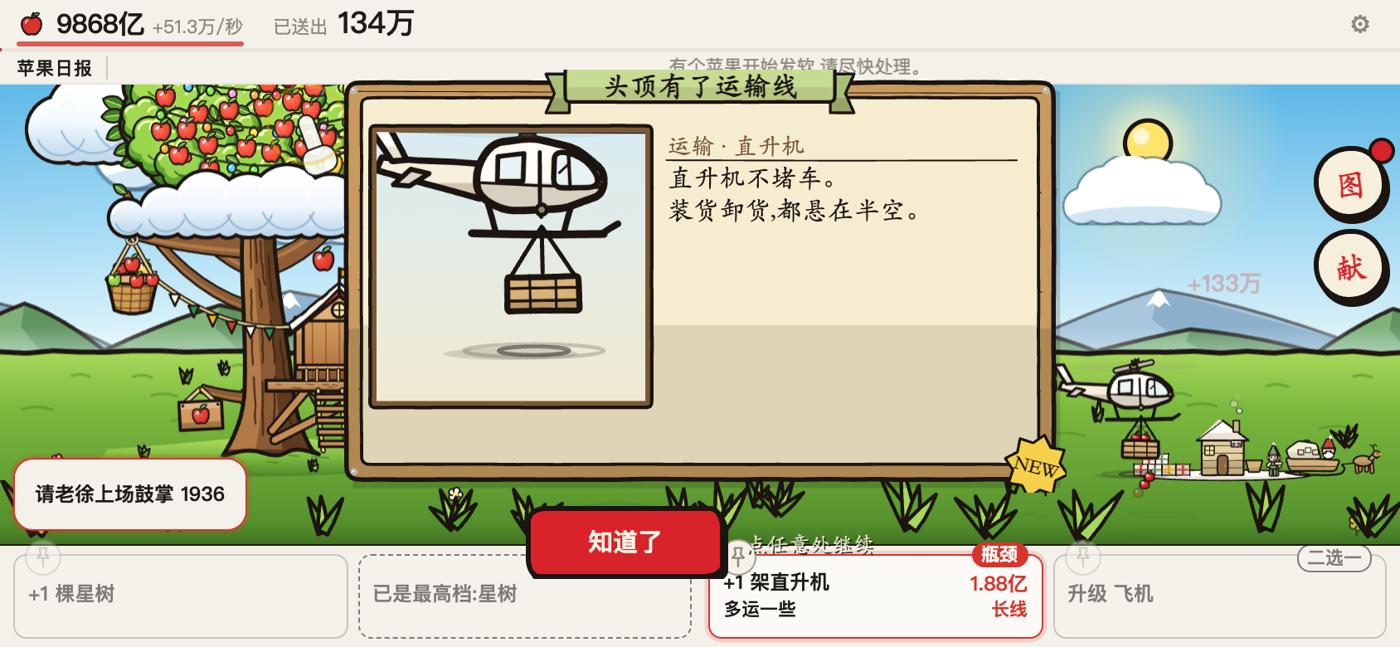 9868亿 +51.3万/秒 已送出 134万
苹果日报
有个苹果开始发软,请尽快处理。
头顶有了运输线
运输·直升机
直升机不堵车。
装货卸货,都悬在半空。
图
献
+133万
NEW
请老徐上场鼓掌 1936
知道了
点任意处继续
+1 棵星树
已是最高档:星树
瓶颈
+1 架直升机 1.88亿
多运一些 长线
二选一
升级 飞机